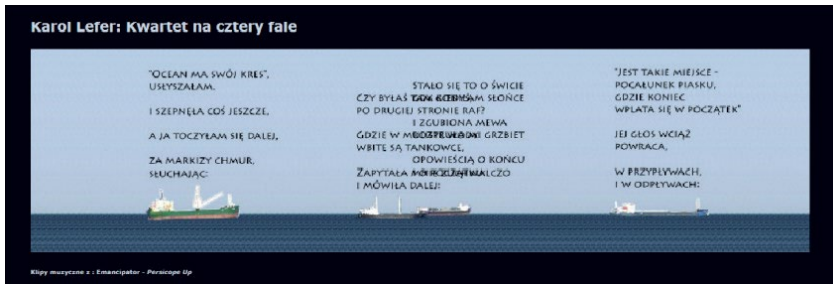 Karol Lefer: Kwartet na cztery fale
"OCEAN MA SWÓJ KRES",
USŁYSZAŁAM.
I SZEPNĘŁA COŚ JESZCZE,
A JA TOCZYŁAM SIĘ DALEJ,
ZA MARKIZY CHMUR,
SŁUCHAJĄC:
CZY BYŁAŚ
PO DRUGIEJ STRONIE RAF?
GDZIE W
WBITE SĄ TANKOWCE,
ZAPYTAŁA
I MÓWIŁA DALEJ:
STAŁO SIĘ TO O ŚWICIE
SŁOŃCE
I ZGUBIONA MEWA
GRZBIET
OPOWIEŚCIĄ O KOŃCU
"JEST TAKIE MIEJSCE -
POCAŁUNEK PIASKU,
GDZIE KONIEC
WPLATA SIĘ W POCZĄTEK"
JEJ GŁOS WCIĄŻ
POWRACA,
W PRZYPŁYWACH,
I W ODPŁYWACH:
Klipy muzyczne z : Emancipator - Persicope Up